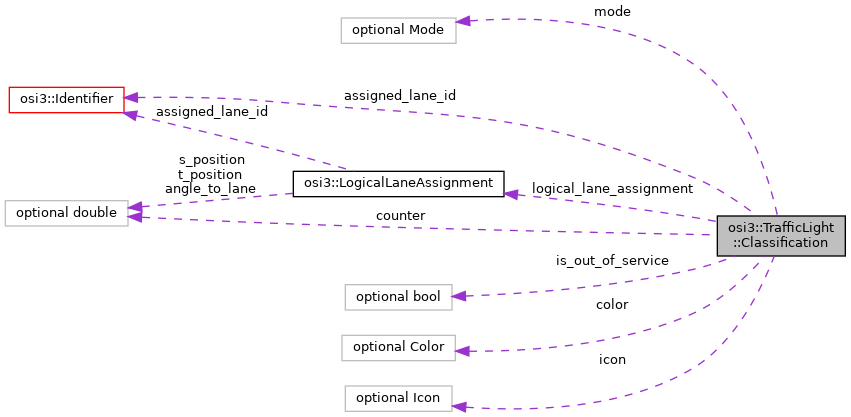 mode
optional Mode
osi3::Identifier
assigned_lane_id
assigned_lane_id
s_position
t_position
angle_to_lane
osi3::LogicalLaneAssignment
logical_lane_assignment
optional double
counter
osi3::TrafficLight
::Classification
is_out_of_service
optional bool
color
optional Color
icon
optional Icon